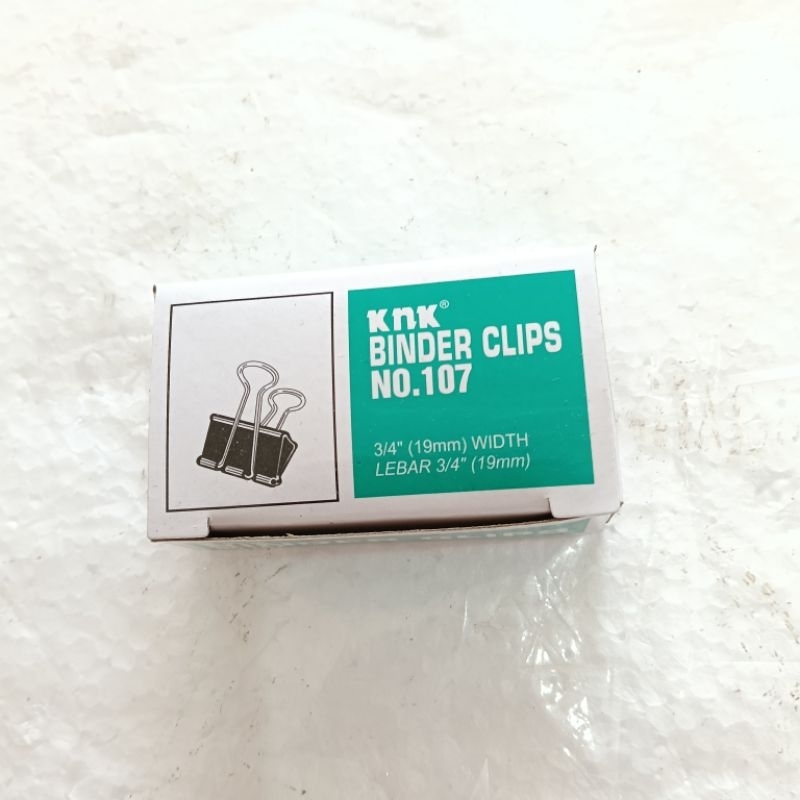 KnK®
BINDER CLIPS
NO.107
3/4" (19mm) WIDTH
LEBAR 3/4" (19mm)